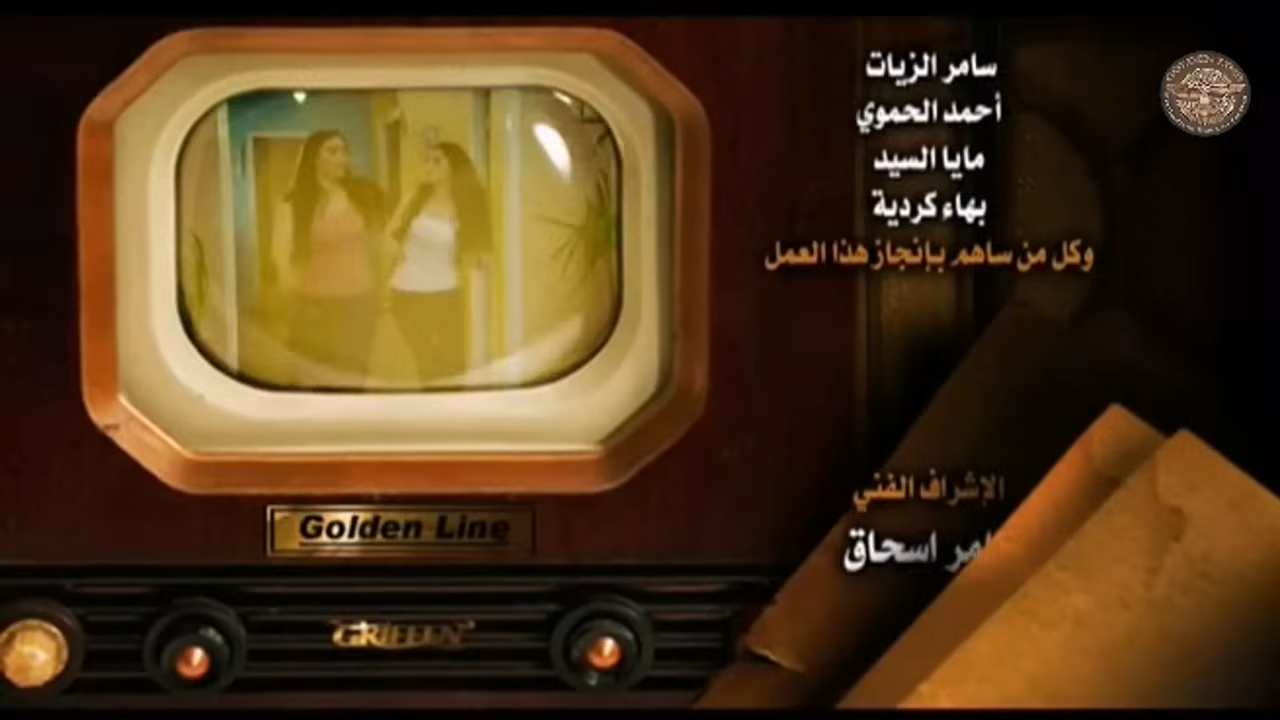 سامر الزيات
أحمد الحموي
مايا السيد
بهاء كردية
وكل من ساهم بإنجاز هذا العمل
الإشراف الفني
اسحاق
Golden Line
GRIFFEN